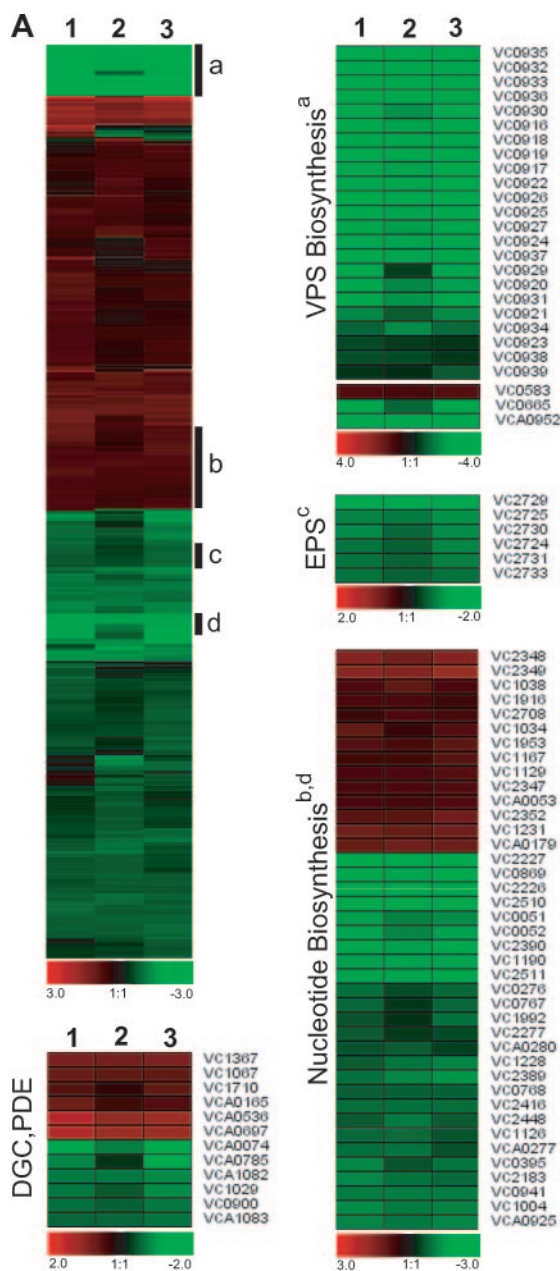 A
1 2 3
a
b
c
d
3.0 1:1 -3.0
1 2 3
DGC,PDE
VC1367
VC1067
VC1710
VCA0165
VCA0536
VCA0697
VCA0074
VCA0785
VCA1082
VC1029
VC0900
VCA1083
2.0 1:1 -2.0
1 2 3
VPS Biosynthesis a
VC0935
VC0932
VC0933
VC0936
VC0930
VC0916
VC0918
VC0919
VC0917
VC0922
VC0926
VC0925
VC0927
VC0924
VC0937
VC0929
VC0920
VC0931
VC0921
VC0934
VC0923
VC0938
VC0939
VC0583
VC0665
VCA0952
4.0 1:1 -4.0
EPS c
VC2729
VC2725
VC2730
VC2724
VC2731
VC2733
2.0 1:1 -2.0
Nucleotide Biosynthesis b,d
VC2348
VC2349
VC1038
VC1916
VC2708
VC1034
VC1953
VC1167
VC1129
VC2347
VCA0053
VC2352
VC1231
VCA0179
VC2227
VC0869
VC2226
VC2510
VC0051
VC0052
VC2390
VC1190
VC2511
VC0276
VC0767
VC1992
VC2277
VCA0280
VC1228
VC2389
VC0768
VC2416
VC2448
VC1126
VCA0277
VC0395
VC2183
VC0941
VC1004
VCA0925
3.0 1:1 -3.0